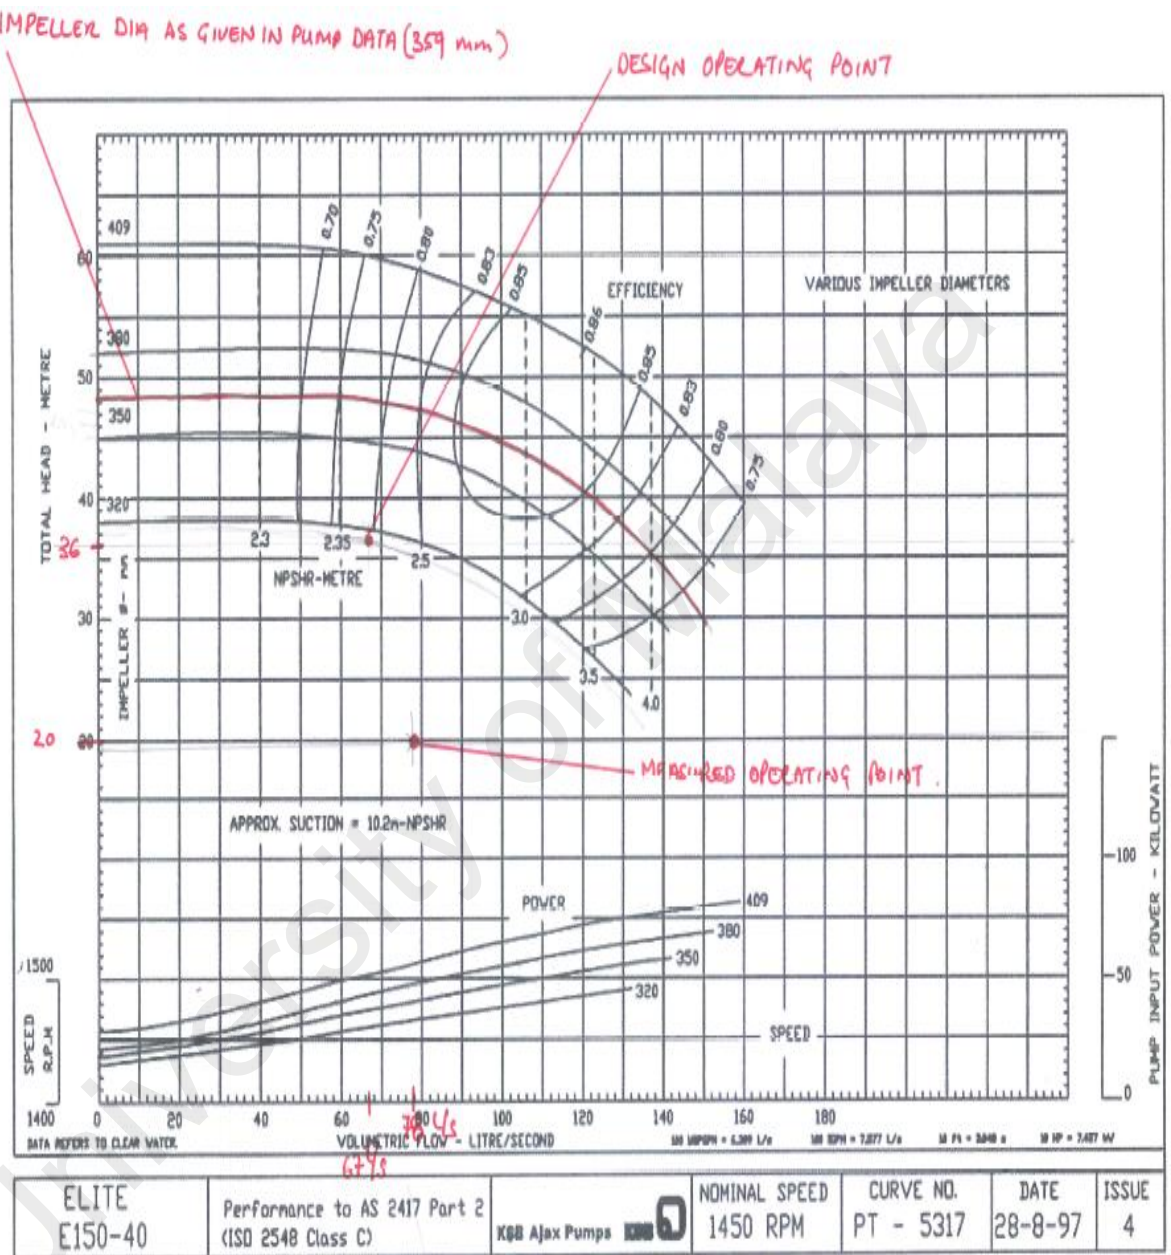 IMPELLER DIA AS GIVEN IN PUMP DATA (359 mm)
DESIGN OPERATING POINT
409
0.70
0.75
0.80
0.83
0.85
60
EFFICIENCY
VARIOUS IMPELLER DIAMETERS
0.86
380
0.85
50
0.83
350
0.80
0.75
TOTAL HEAD - METRE
40
320
36
2.3
2.35
2.5
NPSHR-METRE
30
3.0
IMPELLER Ø - MM
3.5
4.0
20
20
MEASURED OPERATING POINT.
APPROX. SUCTION = 10.2m-NPSHR
100
POWER
409
380
350
320
1500
50
SPEED
R.P.M
SPEED
PUMP INPUT POWER - KILOWATT
0
1400
0
20
40
60
80
100
120
140
160
180
78 L/s
DATA REFERS TO CLEAR WATER.
VOLUMETRIC FLOW - LITRE/SECOND
67 L/s
ELITE
E150-40
Performance to AS 2417 Part 2
(ISO 2548 Class C)
KSB Ajax Pumps KSB
NOMINAL SPEED
1450 RPM
CURVE NO.
PT - 5317
DATE
28-8-97
ISSUE
4
University of Malaya